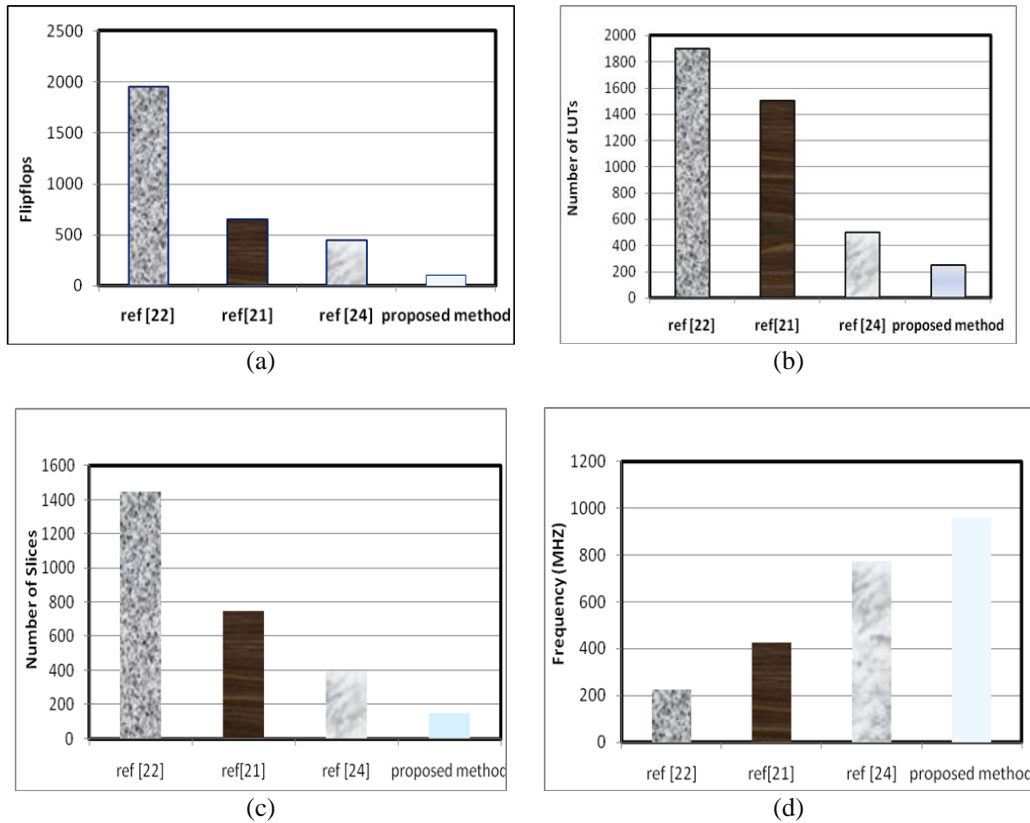 2500
2000
1500
1000
500
0
Flipflops
ref [22] ref[21] ref [24] proposed method
(a)
2000
1800
1600
1400
1200
1000
800
600
400
200
0
Number of LUTs
ref [22] ref[21] ref [24] proposed method
(b)
1600
1400
1200
1000
800
600
400
200
0
Number of Slices
ref [22] ref[21] ref [24] proposed method
(c)
1200
1000
800
600
400
200
0
Frequency (MHZ)
ref [22] ref[21] ref [24] proposed method
(d)